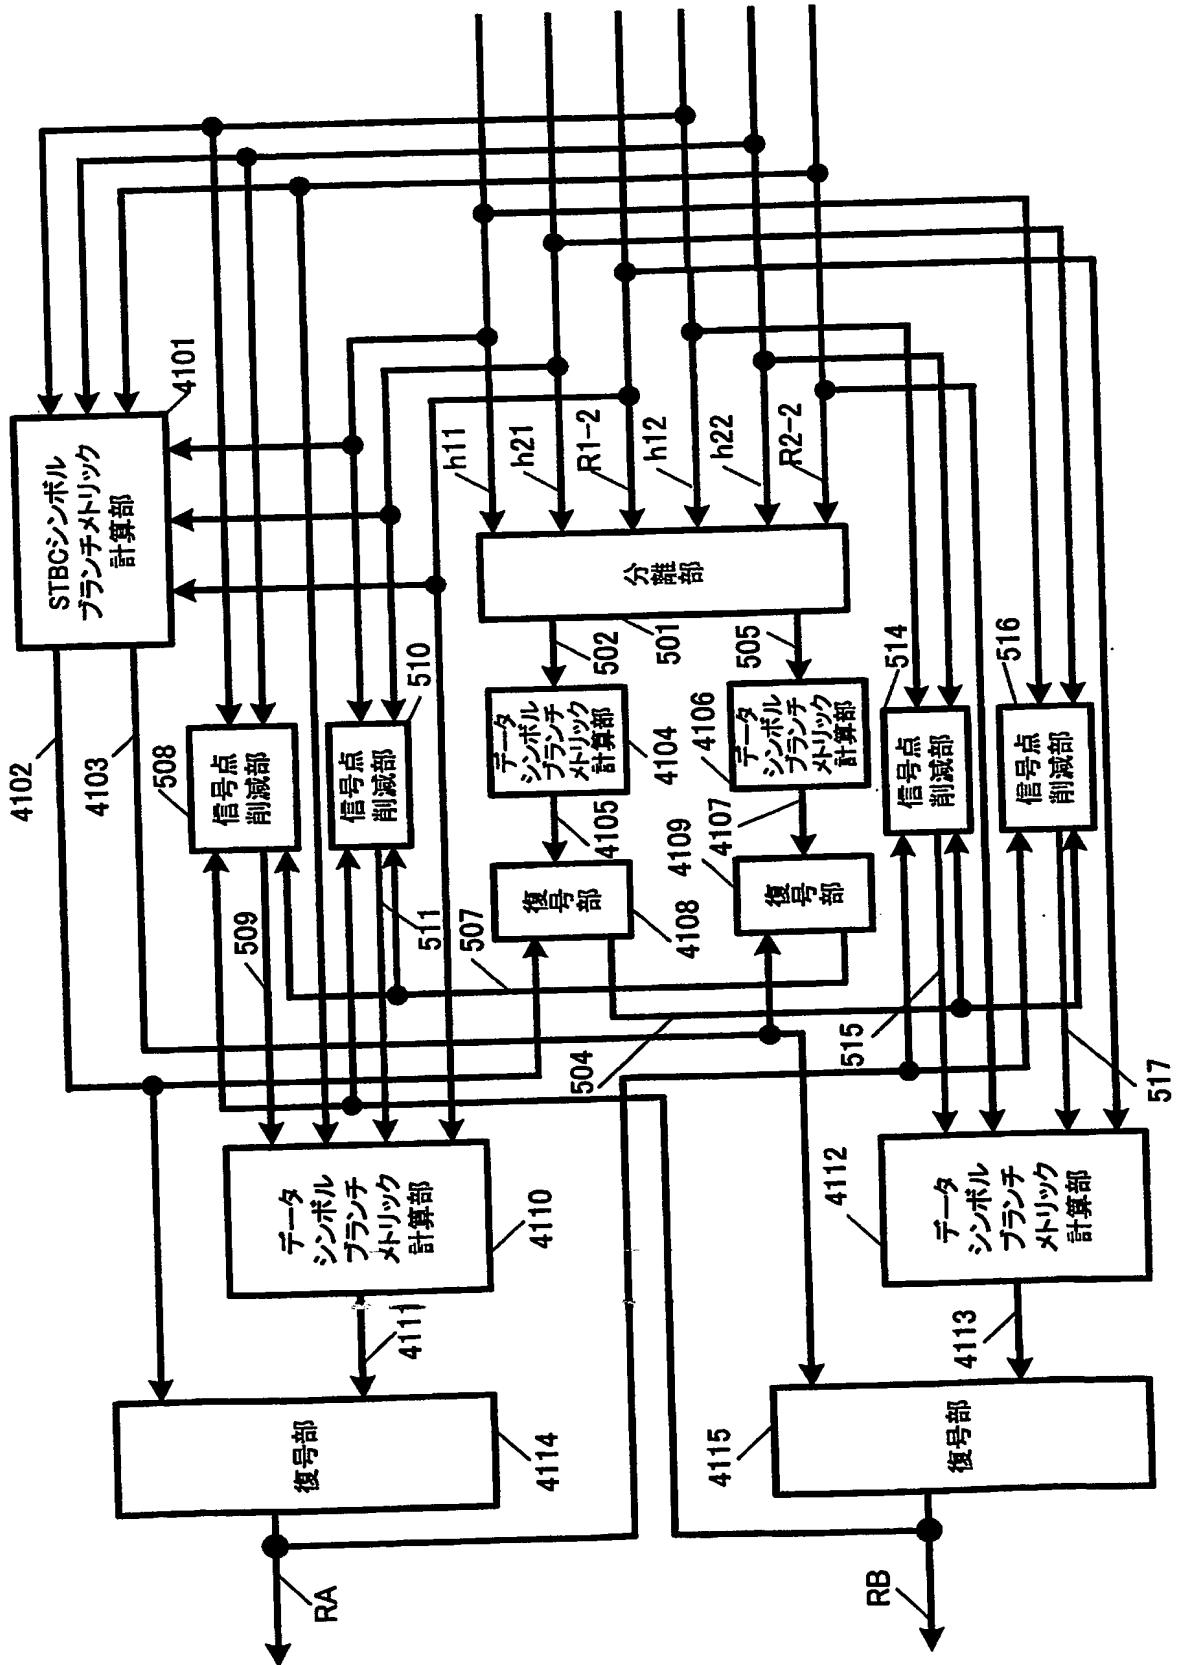 4101
STBCシンボル
ブランチメトリック
計算部
4102
4103
508
信号点
削減部
509
510
信号点
削減部
511
507
h11
h21
R1-2
h12
h22
R2-2
分離部
501
502
505
データ
シンボル
ブランチ
メトリック
計算部
4104
4105
4106
データ
シンボル
ブランチ
メトリック
計算部
4107
復号部
4108
4109
復号部
514
信号点
削減部
516
信号点
削減部
504
515
517
データ
シンボル
ブランチ
メトリック
計算部
4110
4111
4112
データ
シンボル
ブランチ
メトリック
計算部
4113
復号部
4114
4115
復号部
RA
RB